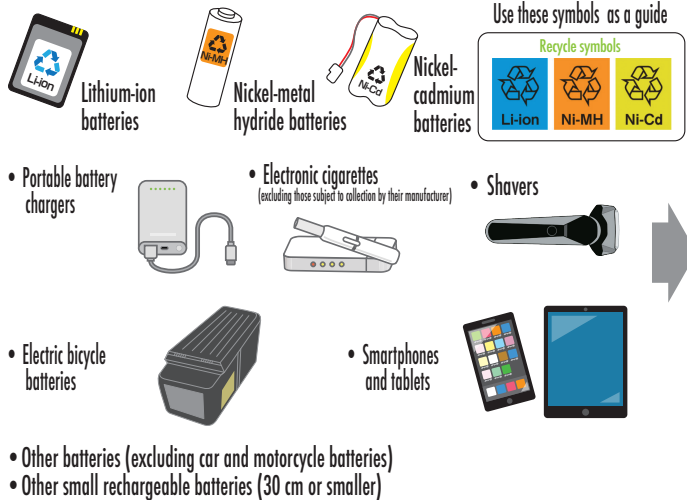 Use these symbols as a guide
Recycle symbols
Li-ion
Ni-MH
Ni-Cd
Li-ion
Lithium-ion
batteries
Ni-MH
Nickel-metal
hydride batteries
Ni-Cd
Nickel-
cadmium
batteries
• Portable battery
chargers
• Electronic cigarettes
(excluding those subject to collection by their manufacturer)
• Shavers
• Electric bicycle
batteries
• Smartphones
and tablets
• Other batteries (excluding car and motorcycle batteries)
• Other small rechargeable batteries (30 cm or smaller)